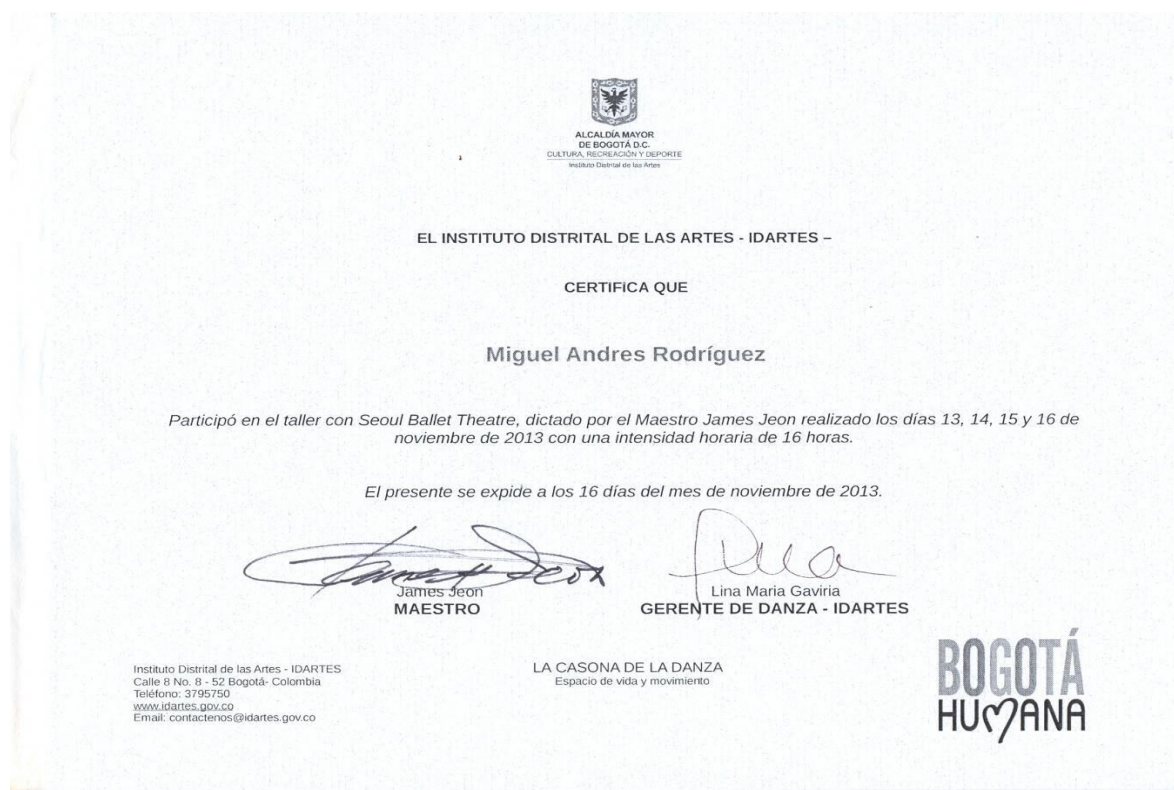 ALCALDÍA MAYOR
DE BOGOTÁ D.C.
CULTURA, RECREACIÓN Y DEPORTE
Instituto Distrital de las Artes
EL INSTITUTO DISTRITAL DE LAS ARTES - IDARTES –
CERTIFICA QUE
Miguel Andres Rodríguez
Participó en el taller con Seoul Ballet Theatre, dictado por el Maestro James Jeon realizado los días 13, 14, 15 y 16 de
noviembre de 2013 con una intensidad horaria de 16 horas.
El presente se expide a los 16 días del mes de noviembre de 2013.
James Jeon
James Jeon
MAESTRO
Lina Maria Gaviria
GERENTE DE DANZA - IDARTES
Instituto Distrital de las Artes - IDARTES
Calle 8 No. 8 - 52 Bogotá- Colombia
Teléfono: 3795750
www.idartes.gov.co
Email: contactenos@idartes.gov.co
LA CASONA DE LA DANZA
Espacio de vida y movimiento
BOGOTÁ
HUMANA